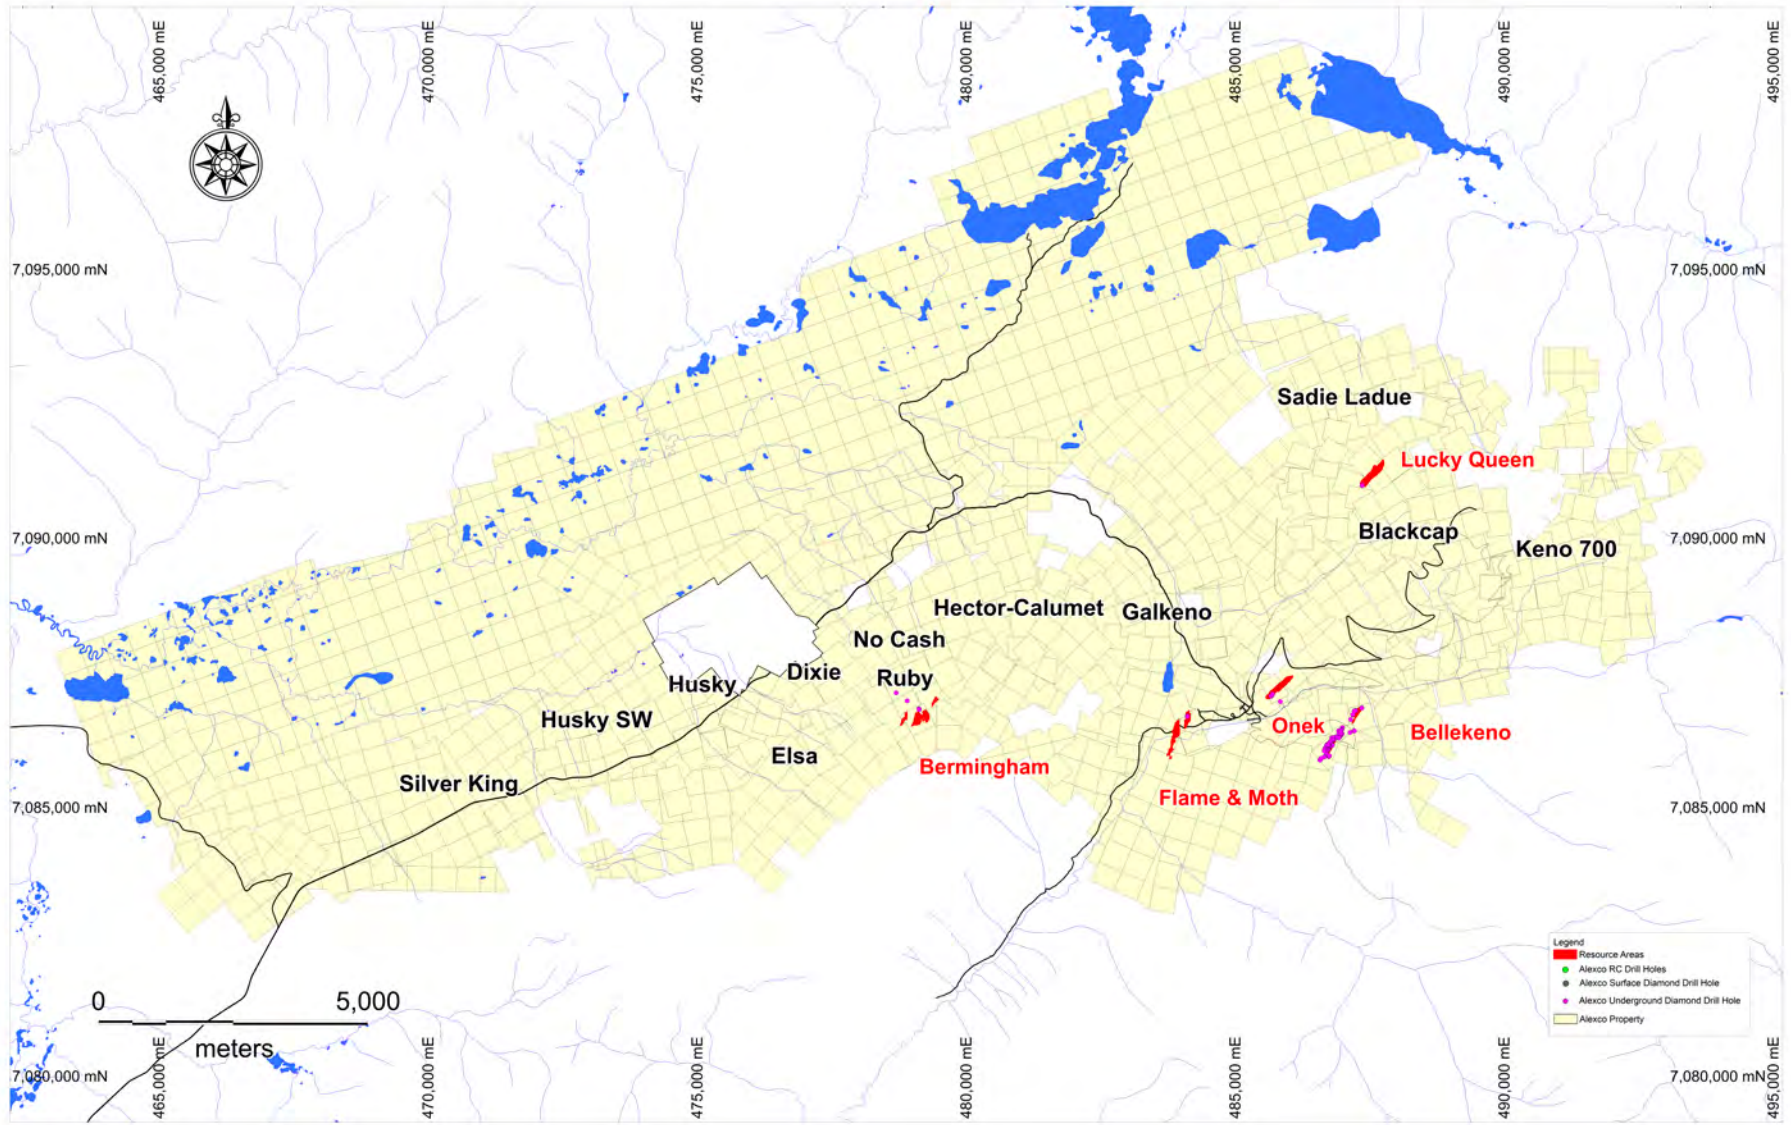 465,000 mE
470,000 mE
475,000 mE
480,000 mE
485,000 mE
490,000 mE
495,000 mE
7,095,000 mN
7,095,000 mN
Sadie Ladue
Lucky Queen
Blackcap
7,090,000 mN
7,090,000 mN
Keno 700
Hector-Calumet
Galkeno
No Cash
Dixie
Ruby
Husky
Husky SW
Onek
Bellekeno
Elsa
Bermingham
Silver King
Flame & Moth
7,085,000 mN
7,085,000 mN
Legend
Resource Areas
Alexco RC Drill Holes
Alexco Surface Diamond Drill Hole
Alexco Underground Diamond Drill Hole
Alexco Property
0
5,000
meters
7,080,000 mN
7,080,000 mN
465,000 mE
470,000 mE
475,000 mE
480,000 mE
485,000 mE
490,000 mE
495,000 mE